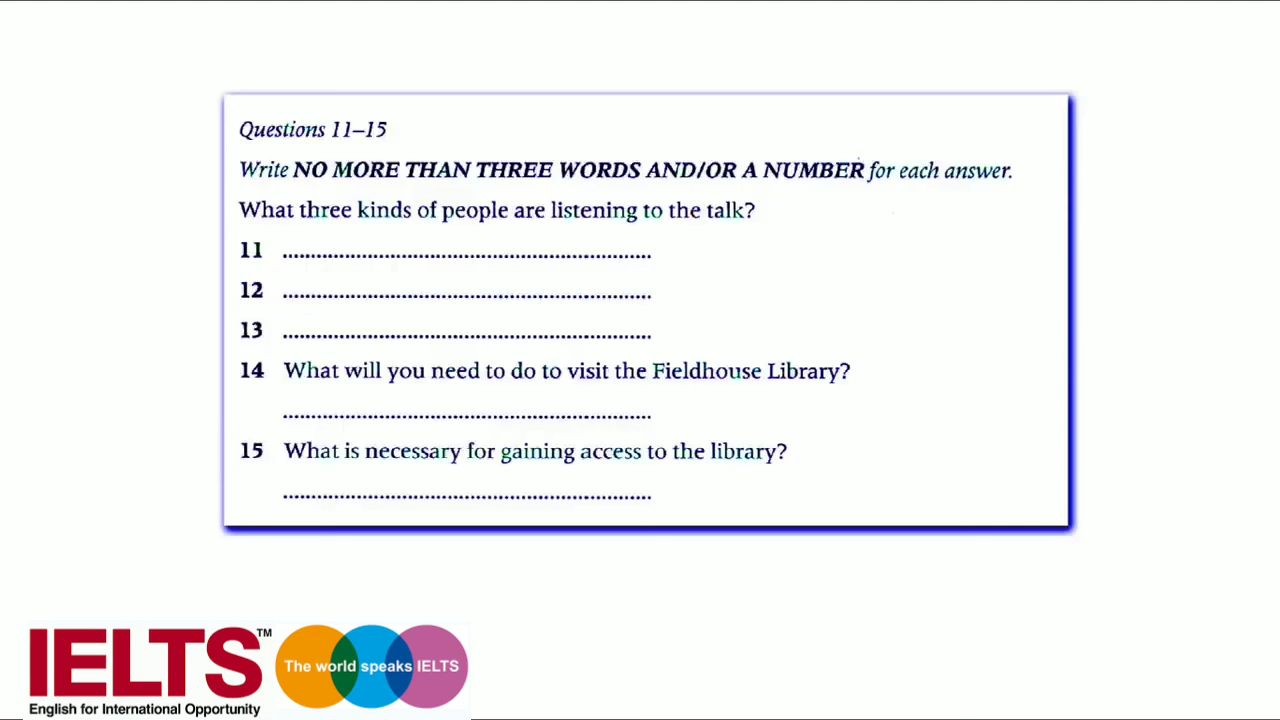 Questions 11–15
Write NO MORE THAN THREE WORDS AND/OR A NUMBER for each answer.
What three kinds of people are listening to the talk?
11 ............................................................
12 ............................................................
13 ............................................................
14 What will you need to do to visit the Fieldhouse Library?
............................................................
15 What is necessary for gaining access to the library?
............................................................
IELTS™
The world speaks IELTS
English for International Opportunity